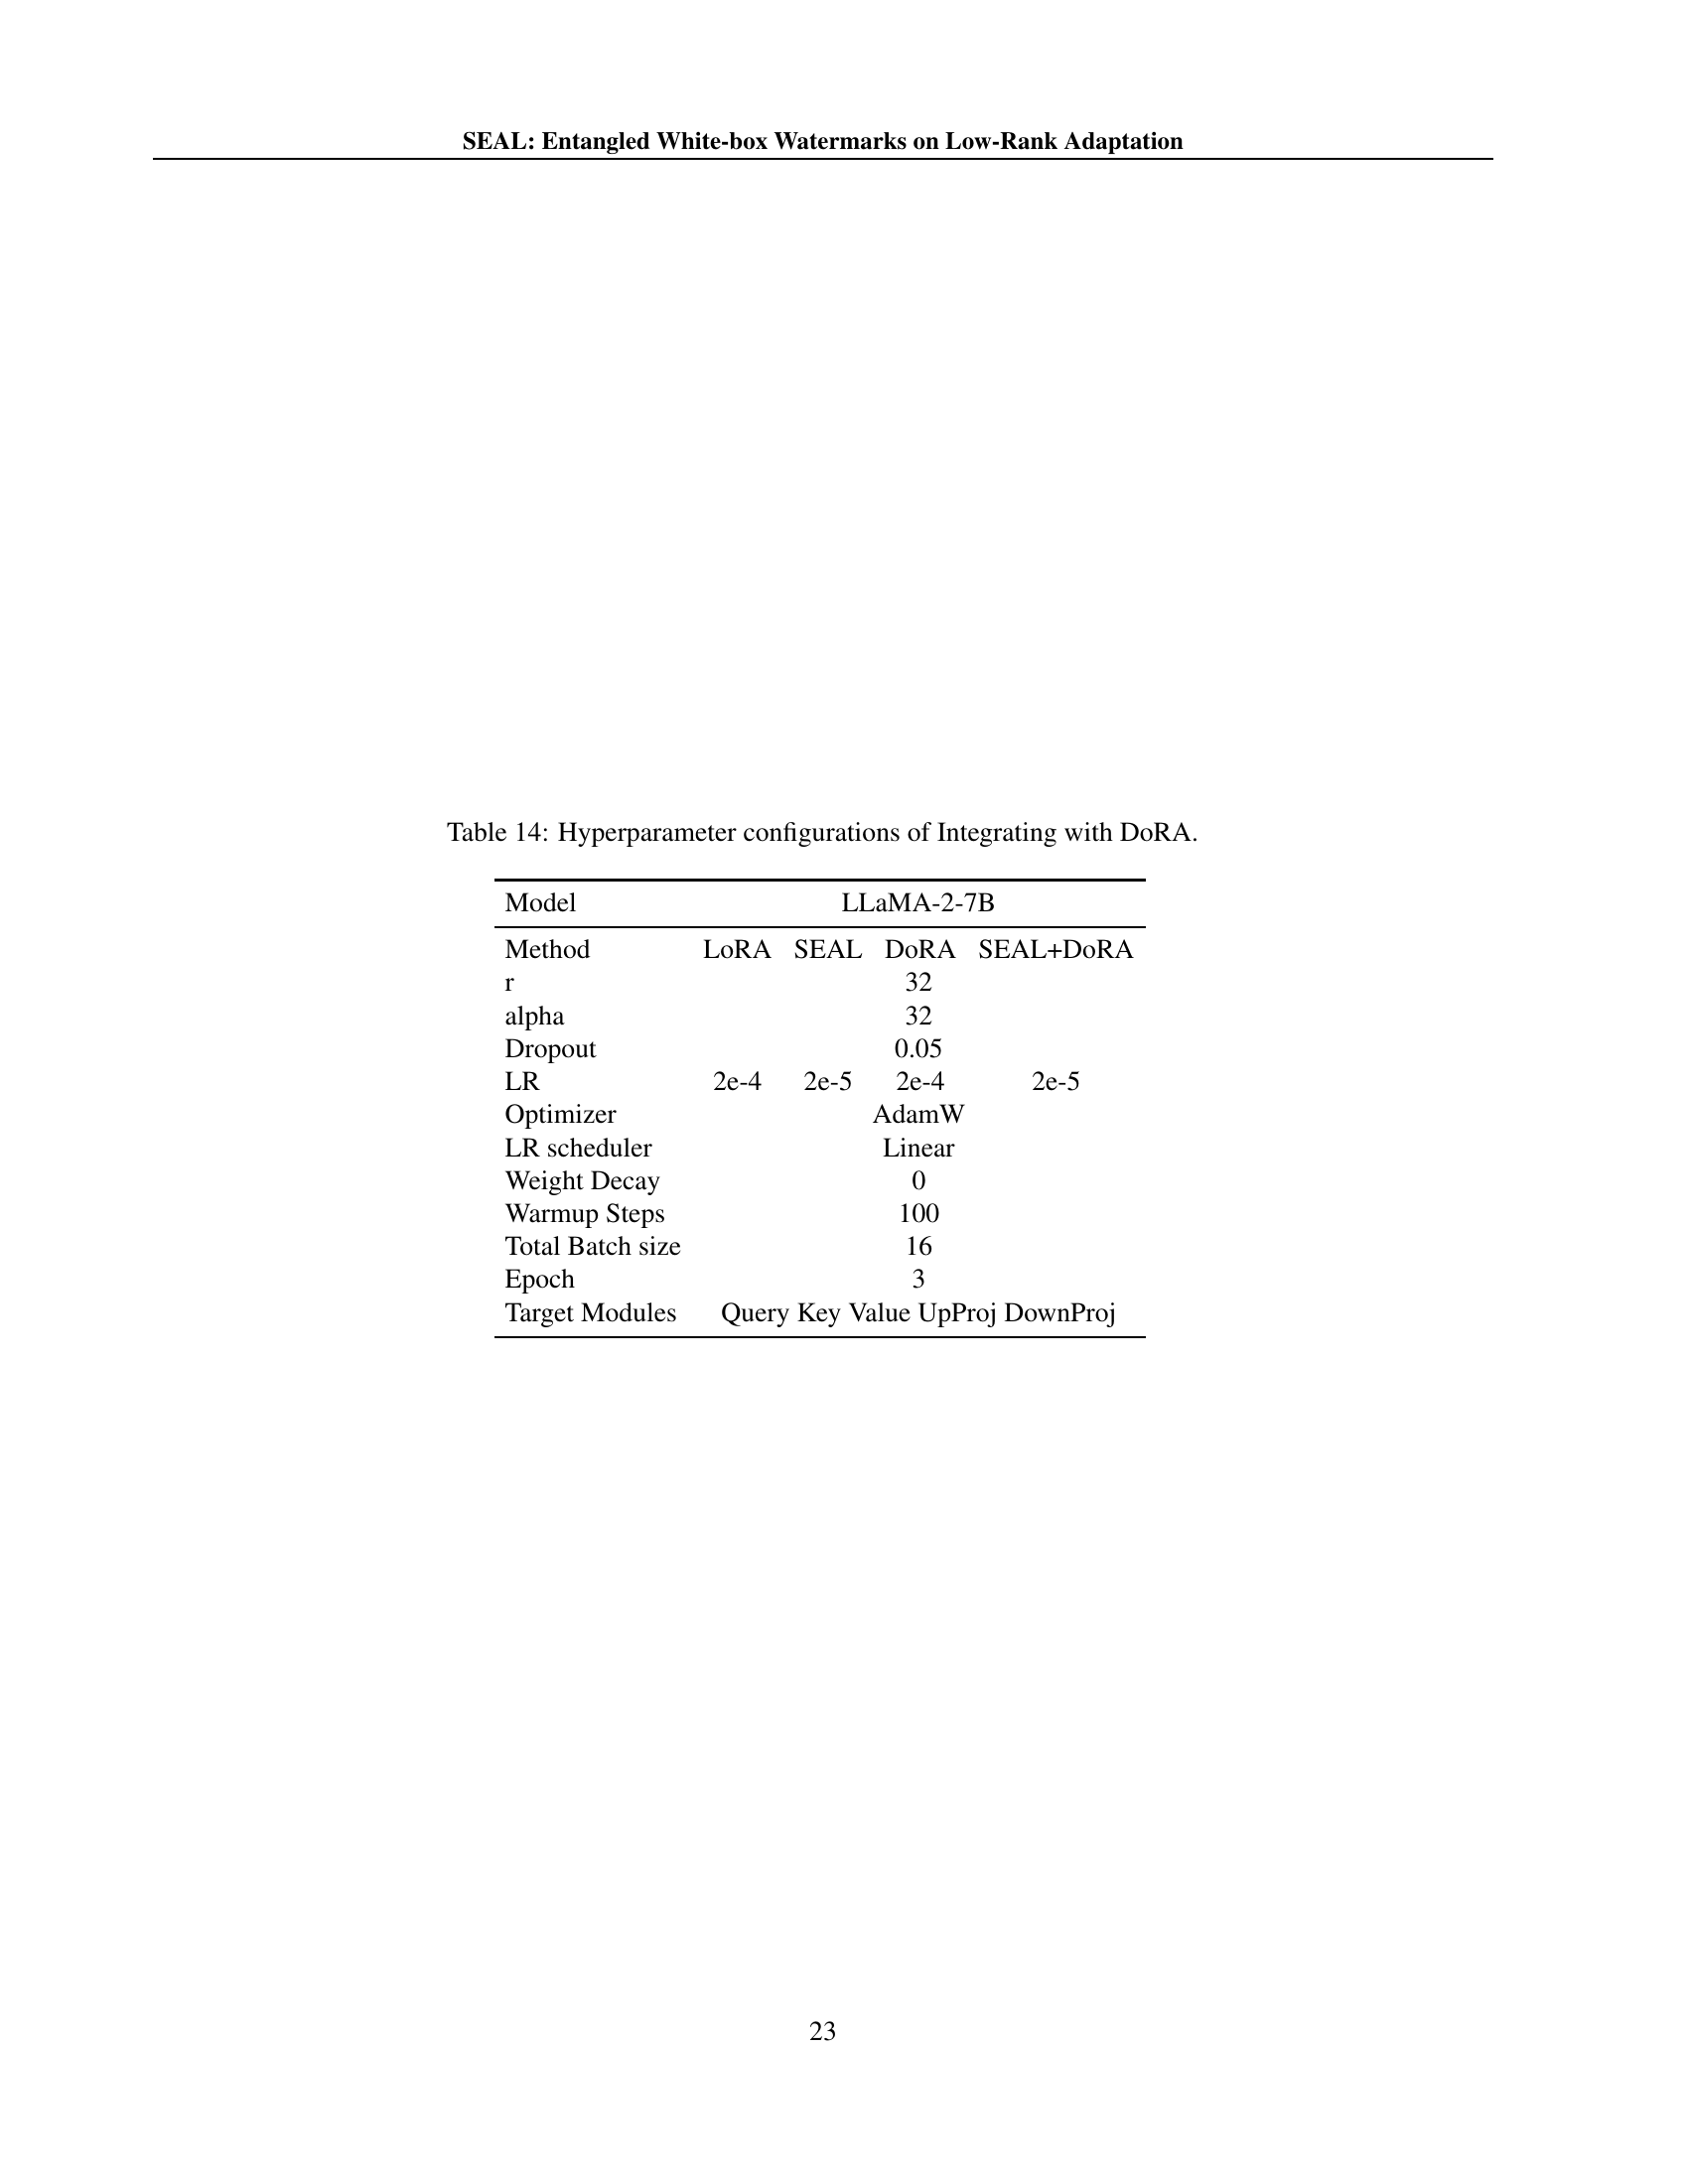 SEAL: Entangled White-box Watermarks on Low-Rank Adaptation
Table 14: Hyperparameter configurations of Integrating with DoRA.
Model LLaMA-2-7B
Method LoRA SEAL DoRA SEAL+DoRA
r 32
alpha 32
Dropout 0.05
LR 2e-4 2e-5 2e-4 2e-5
Optimizer AdamW
LR scheduler Linear
Weight Decay 0
Warmup Steps 100
Total Batch size 16
Epoch 3
Target Modules Query Key Value UpProj DownProj
23